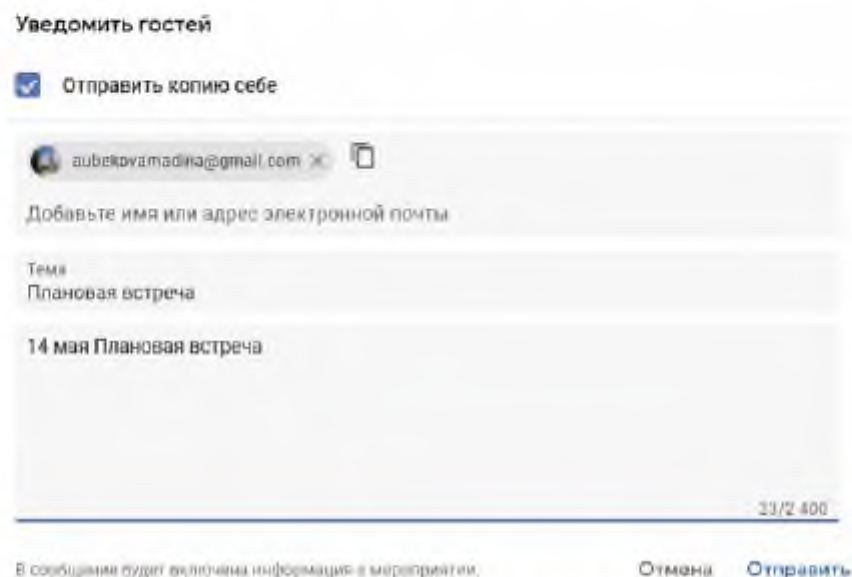 Уведомить гостей
Отправить копию себе
aubekovamadina@gmail.com
Добавьте имя или адрес электронной почты
Тема
Плановая встреча
14 мая Плановая встреча
23/2 400
В сообщении будет включена информация о мероприятии.
Отмена Отправить